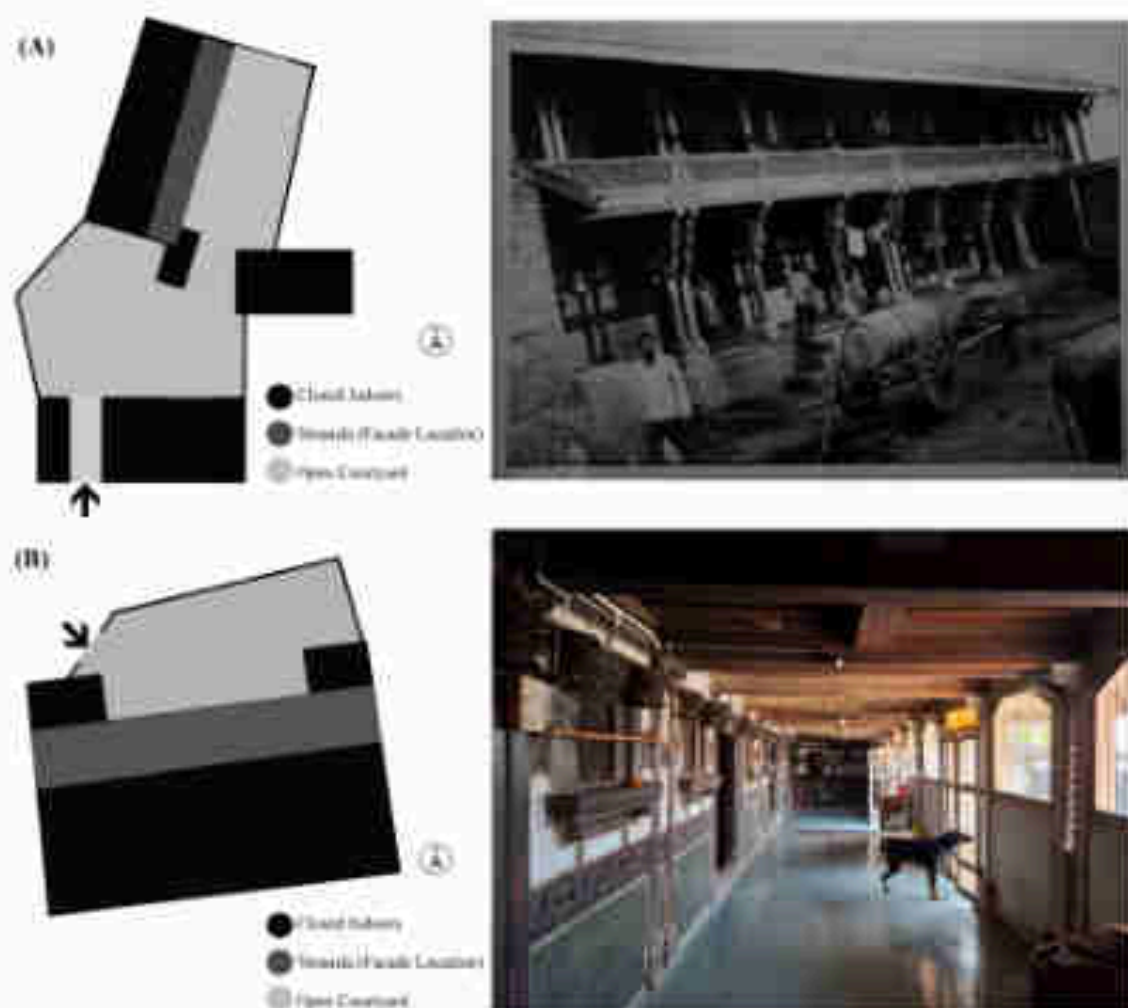 (A)
Closed Indoors
Veranda (Facade Location)
Open Courtyard
(B)
Closed Indoors
Veranda (Facade Location)
Open Courtyard